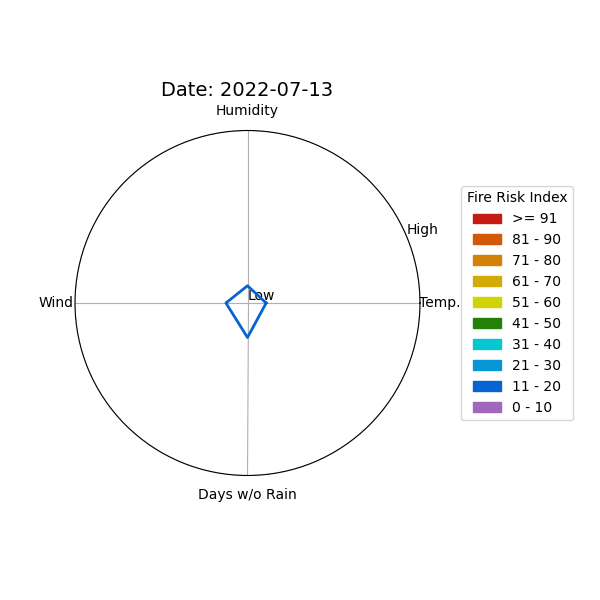 Date: 2022-07-13
Humidity
High
Low
Wind
Temp.
Days w/o Rain
Fire Risk Index
>= 91
81 - 90
71 - 80
61 - 70
51 - 60
41 - 50
31 - 40
21 - 30
11 - 20
0 - 10